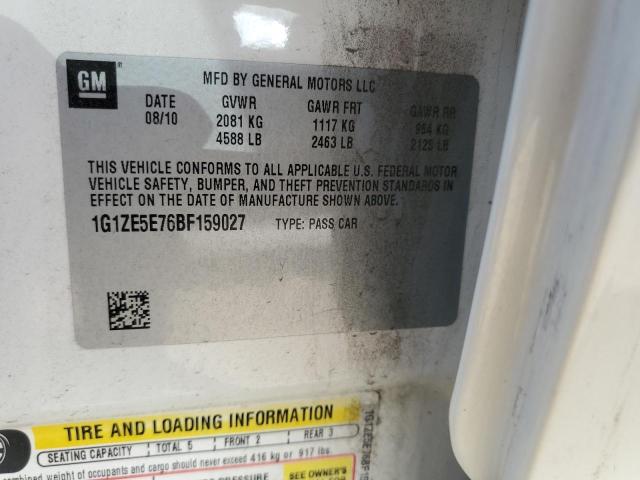 GM
MFD BY GENERAL MOTORS LLC
DATE GVWR GAWR FRT GAWR RR
08/10 2081 KG 1117 KG 964 KG
4588 LB 2463 LB 2125 LB
THIS VEHICLE CONFORMS TO ALL APPLICABLE U.S. FEDERAL MOTOR
VEHICLE SAFETY, BUMPER, AND THEFT PREVENTION STANDARDS IN
EFFECT ON THE DATE OF MANUFACTURE SHOWN ABOVE.
1G1ZE5E76BF159027 TYPE: PASS CAR
TIRE AND LOADING INFORMATION
SEATING CAPACITY TOTAL 5 FRONT 2 REAR 3
combined weight of occupants and cargo should never exceed 416 kg or 917 lbs.
SEE OWNER'S